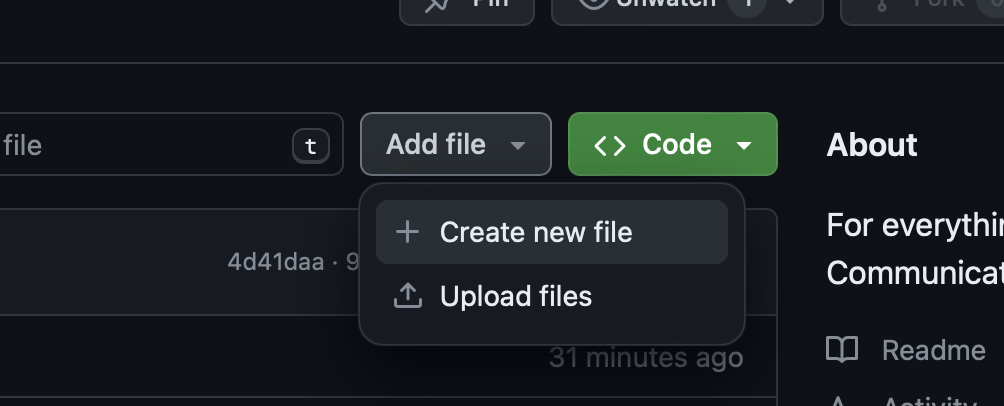 Pin
Unwatch 1
Fork
file t
Add file
Code
About
Create new file
For everythin
4d41daa · 9
Upload files
Communicat
31 minutes ago
Readme
Activity